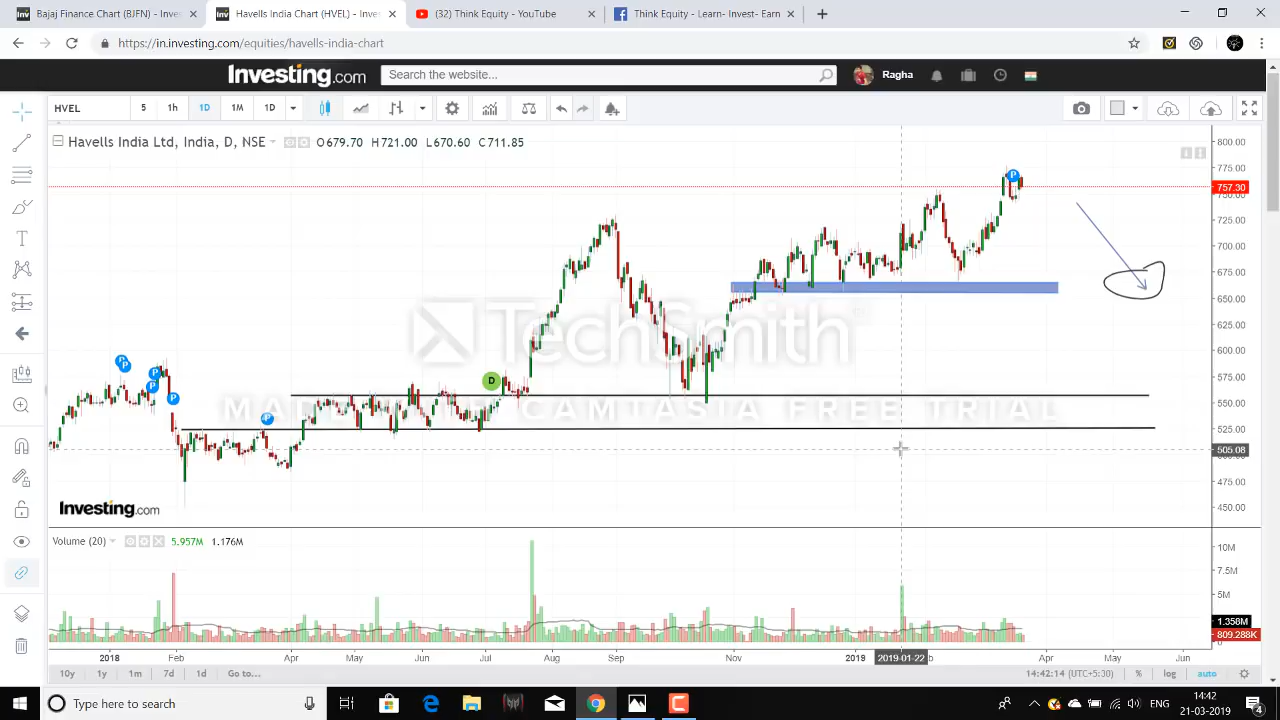 Bajaj Finance Chart (BJFN) - Inves
Havells India Chart (HVEL) - Inves
(32) Think Equity - YouTube
Think Equity - Learn- Invest- Earn
https://in.investing.com/equities/havells-india-chart
Investing.com
Search the website...
Ragha
HVEL
5
1h
1D
1M
1D
Havells India Ltd, India, D, NSE
O679.70 H721.00 L670.60 C711.85
800.00
775.00
757.30
725.00
700.00
675.00
650.00
625.00
600.00
575.00
550.00
525.00
505.08
475.00
450.00
P
P
P
P
P
P
D
P
TechSmith
MADE WITH CAMTASIA FREE TRIAL
Investing.com
Volume (20)
5.957M 1.176M
10M
7.5M
5M
1.358M
809.288K
2018
Feb
Apr
May
Jun
Jul
Aug
Sep
Nov
2019
2019-01-22
Apr
May
Jun
10y
1y
1m
7d
1d
Go to...
14:42:14 (UTC+5:30)
%
log
auto
Type here to search
ENG
14:42
21-03-2019
4